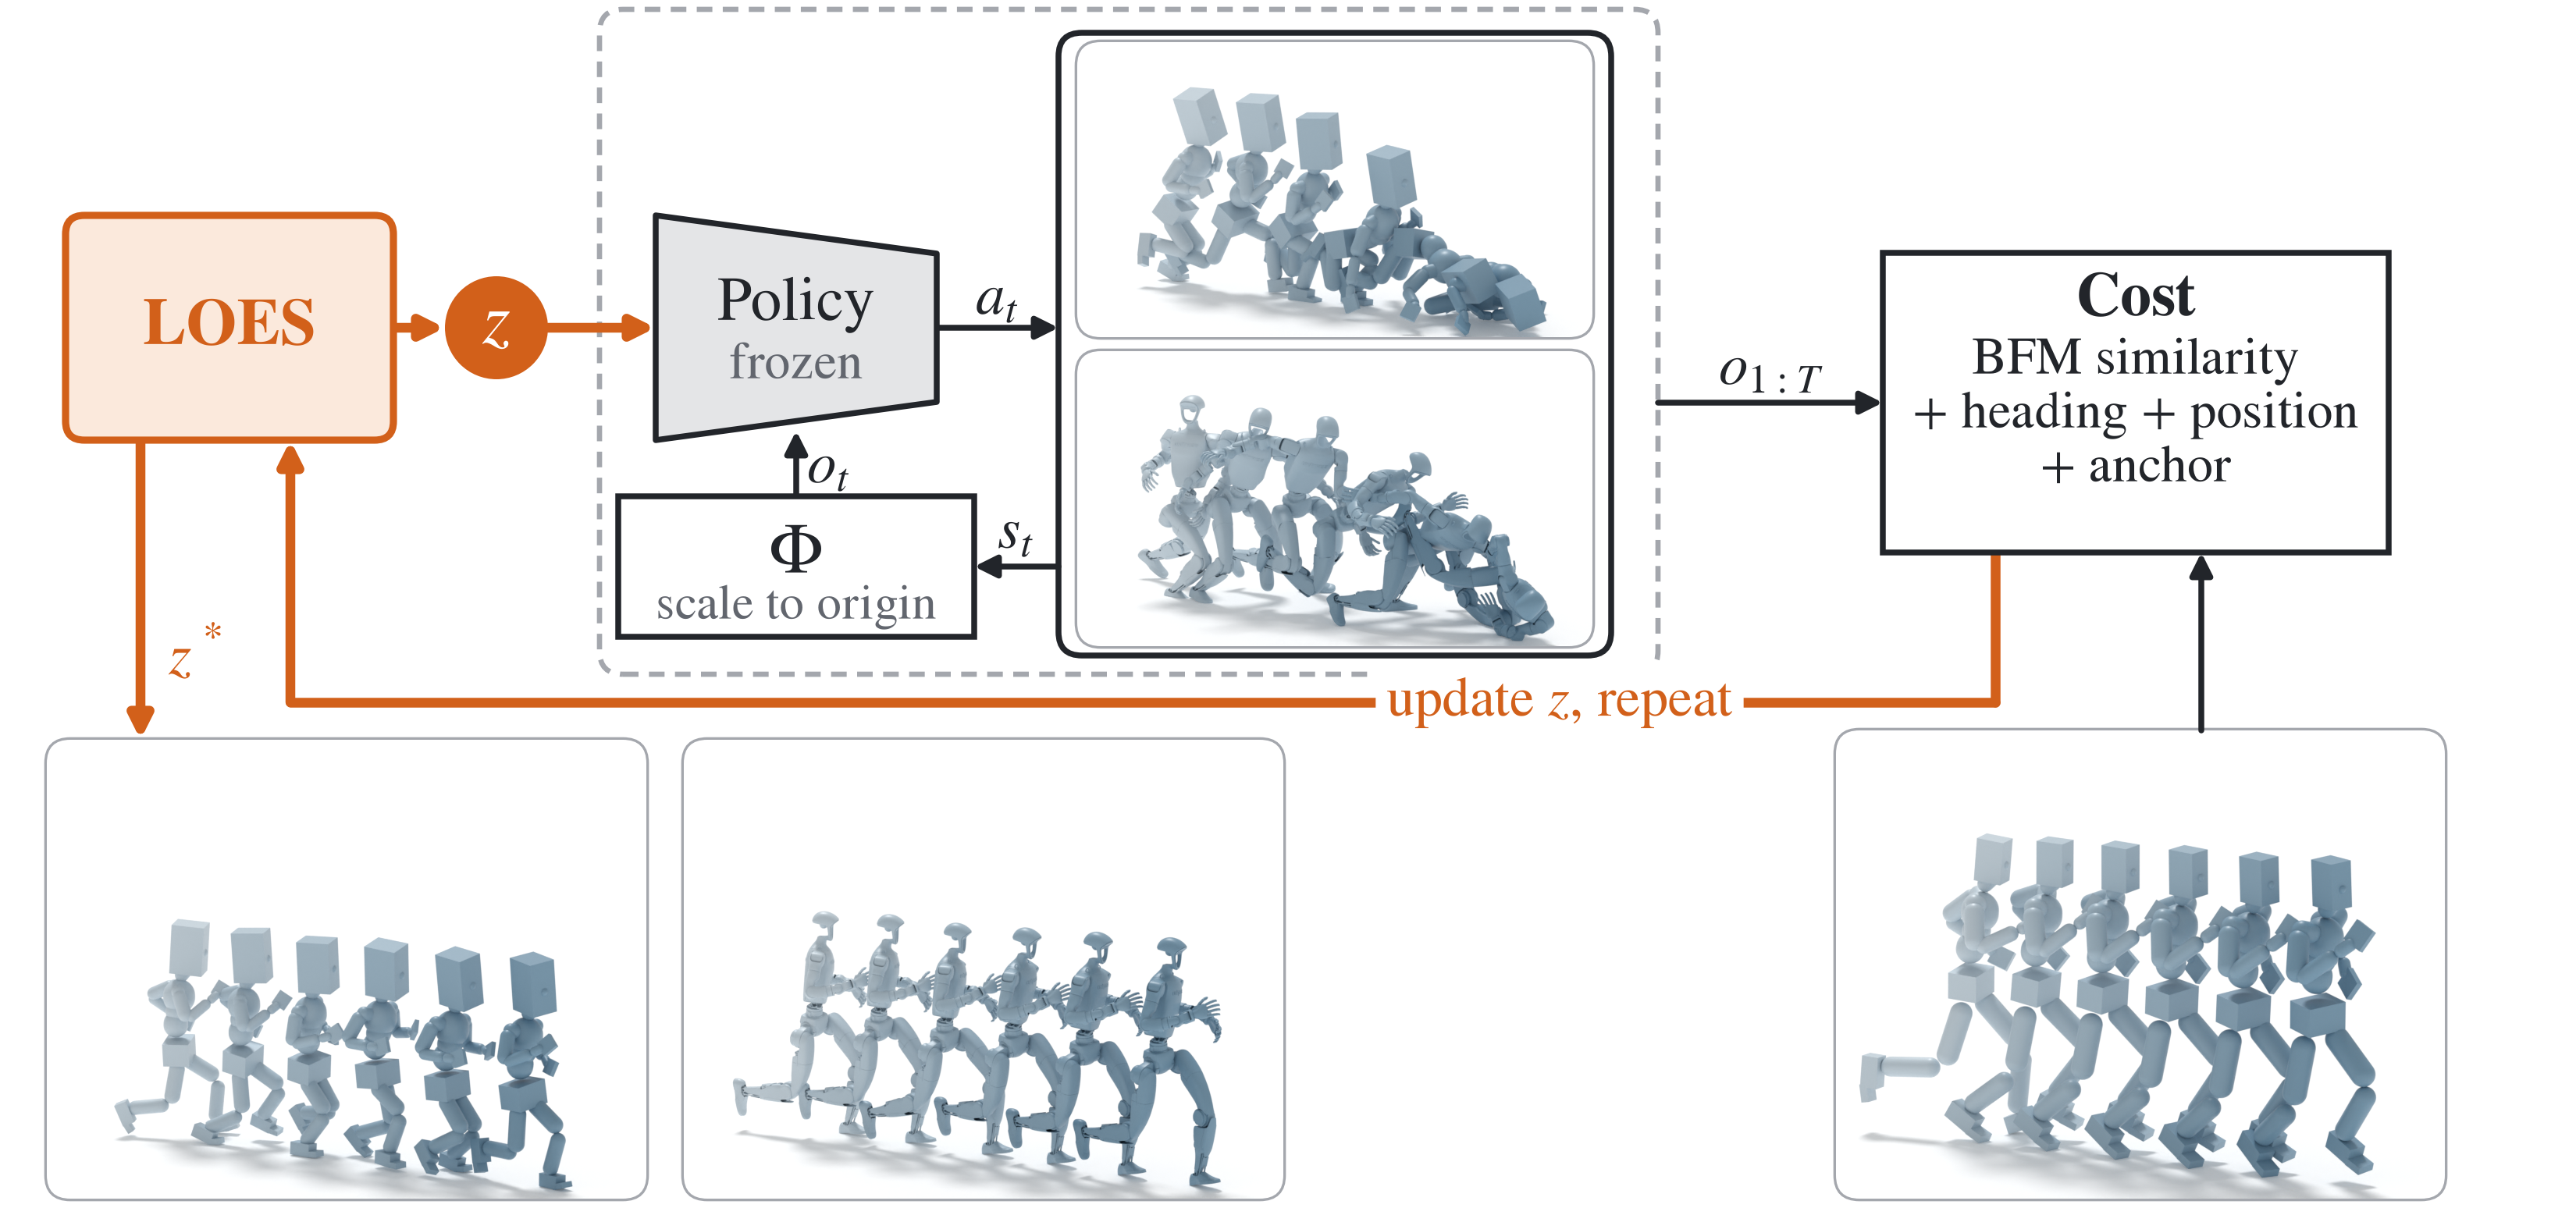 LOES
z
Policy
frozen
a_t
o_t
Φ
scale to origin
s_t
o_{1:T}
Cost
BFM similarity
+ heading + position
+ anchor
z*
update z, repeat